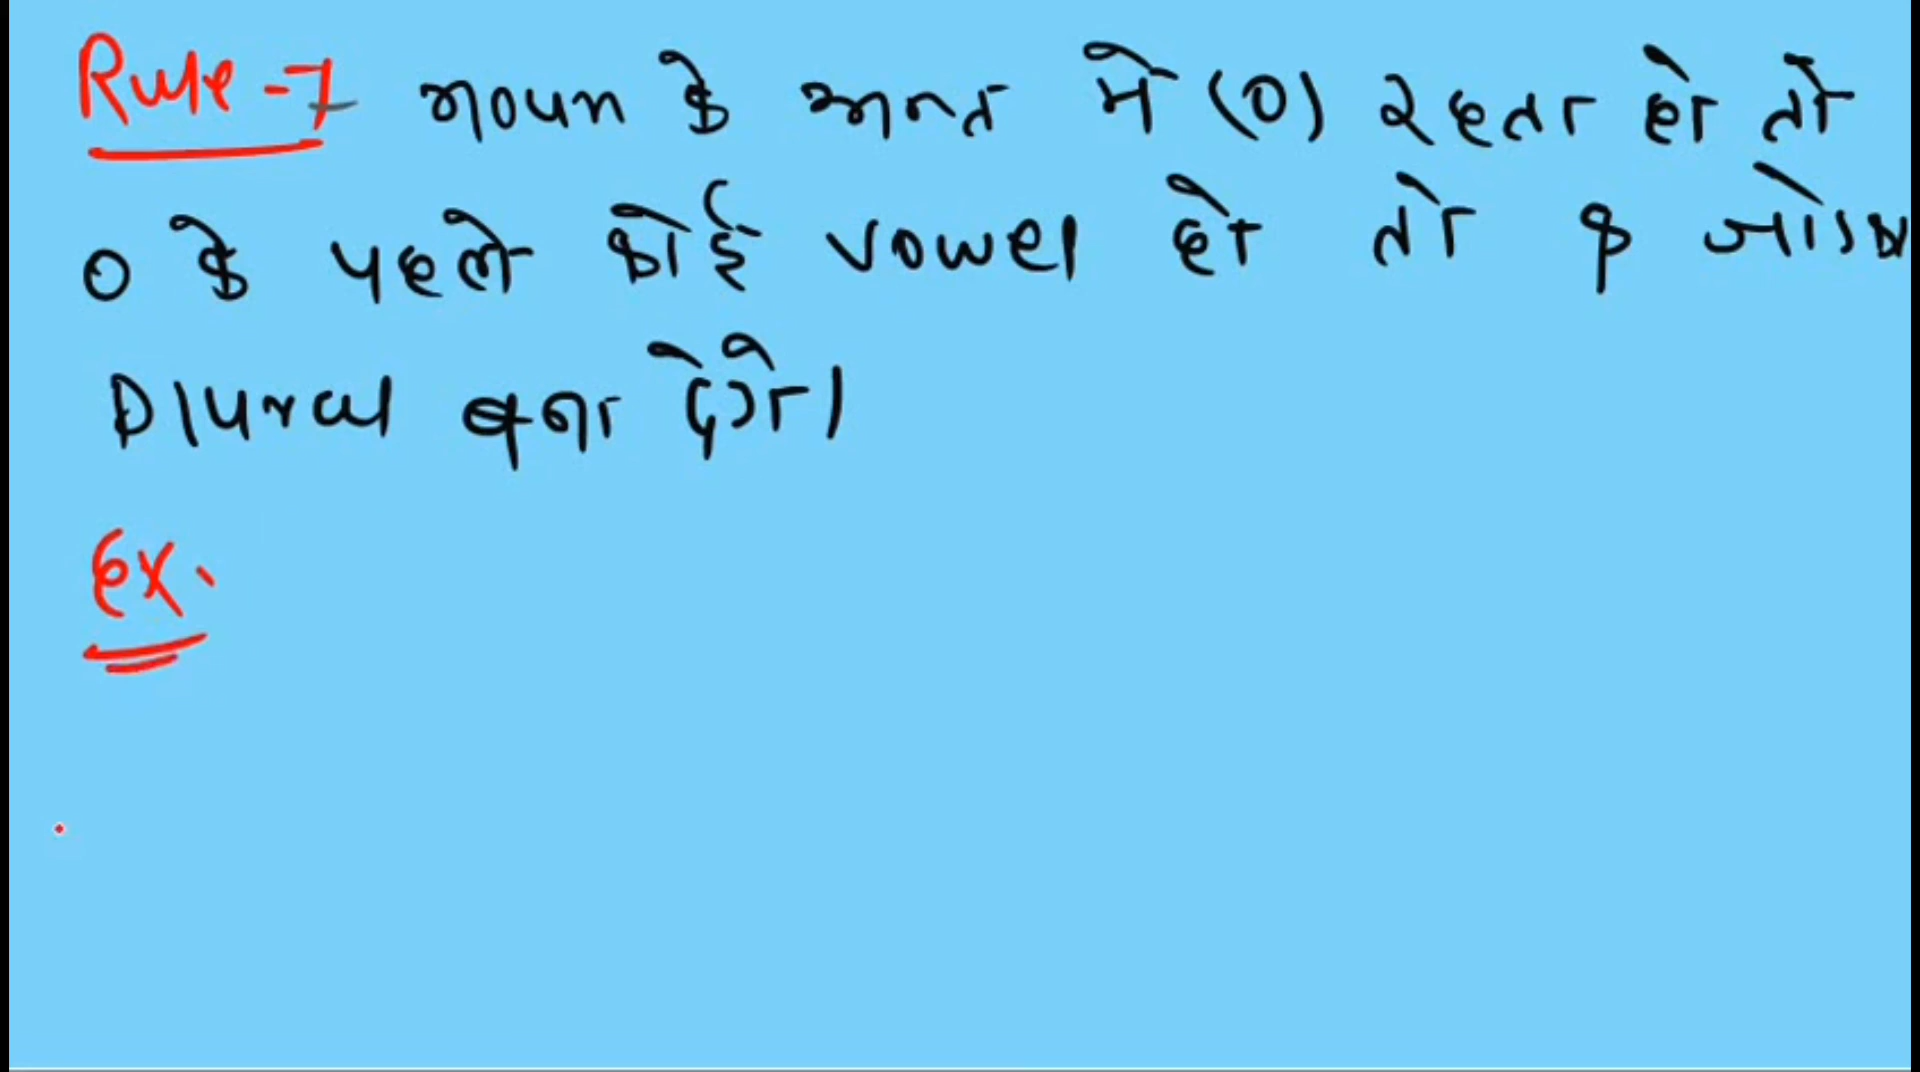 Rule-7 noun के अन्त में (O) रहता हो तो
O के पहले कोई vowel हो तो जोड़कर
Plural बना देंगे।
Ex.